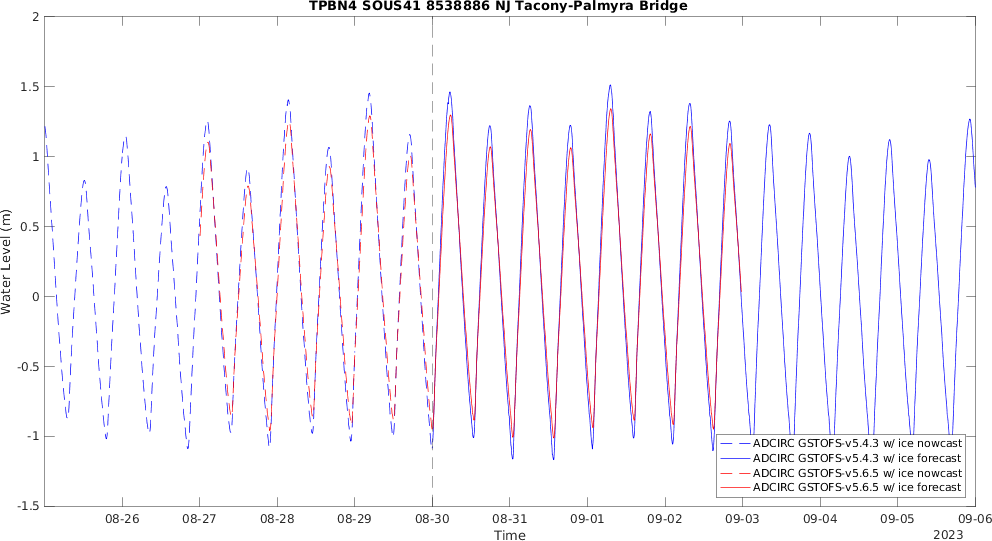 TPBN4 SOUS41 8538886 NJ Tacony-Palmyra Bridge
2
1.5
1
0.5
0
-0.5
-1
-1.5
Water Level (m)
ADCIRC GSTOFS-v5.4.3 w/ ice nowcast
ADCIRC GSTOFS-v5.4.3 w/ ice forecast
ADCIRC GSTOFS-v5.6.5 w/ ice nowcast
ADCIRC GSTOFS-v5.6.5 w/ ice forecast
08-26 08-27 08-28 08-29 08-30 08-31 09-01 09-02 09-03 09-04 09-05 09-06
Time
2023